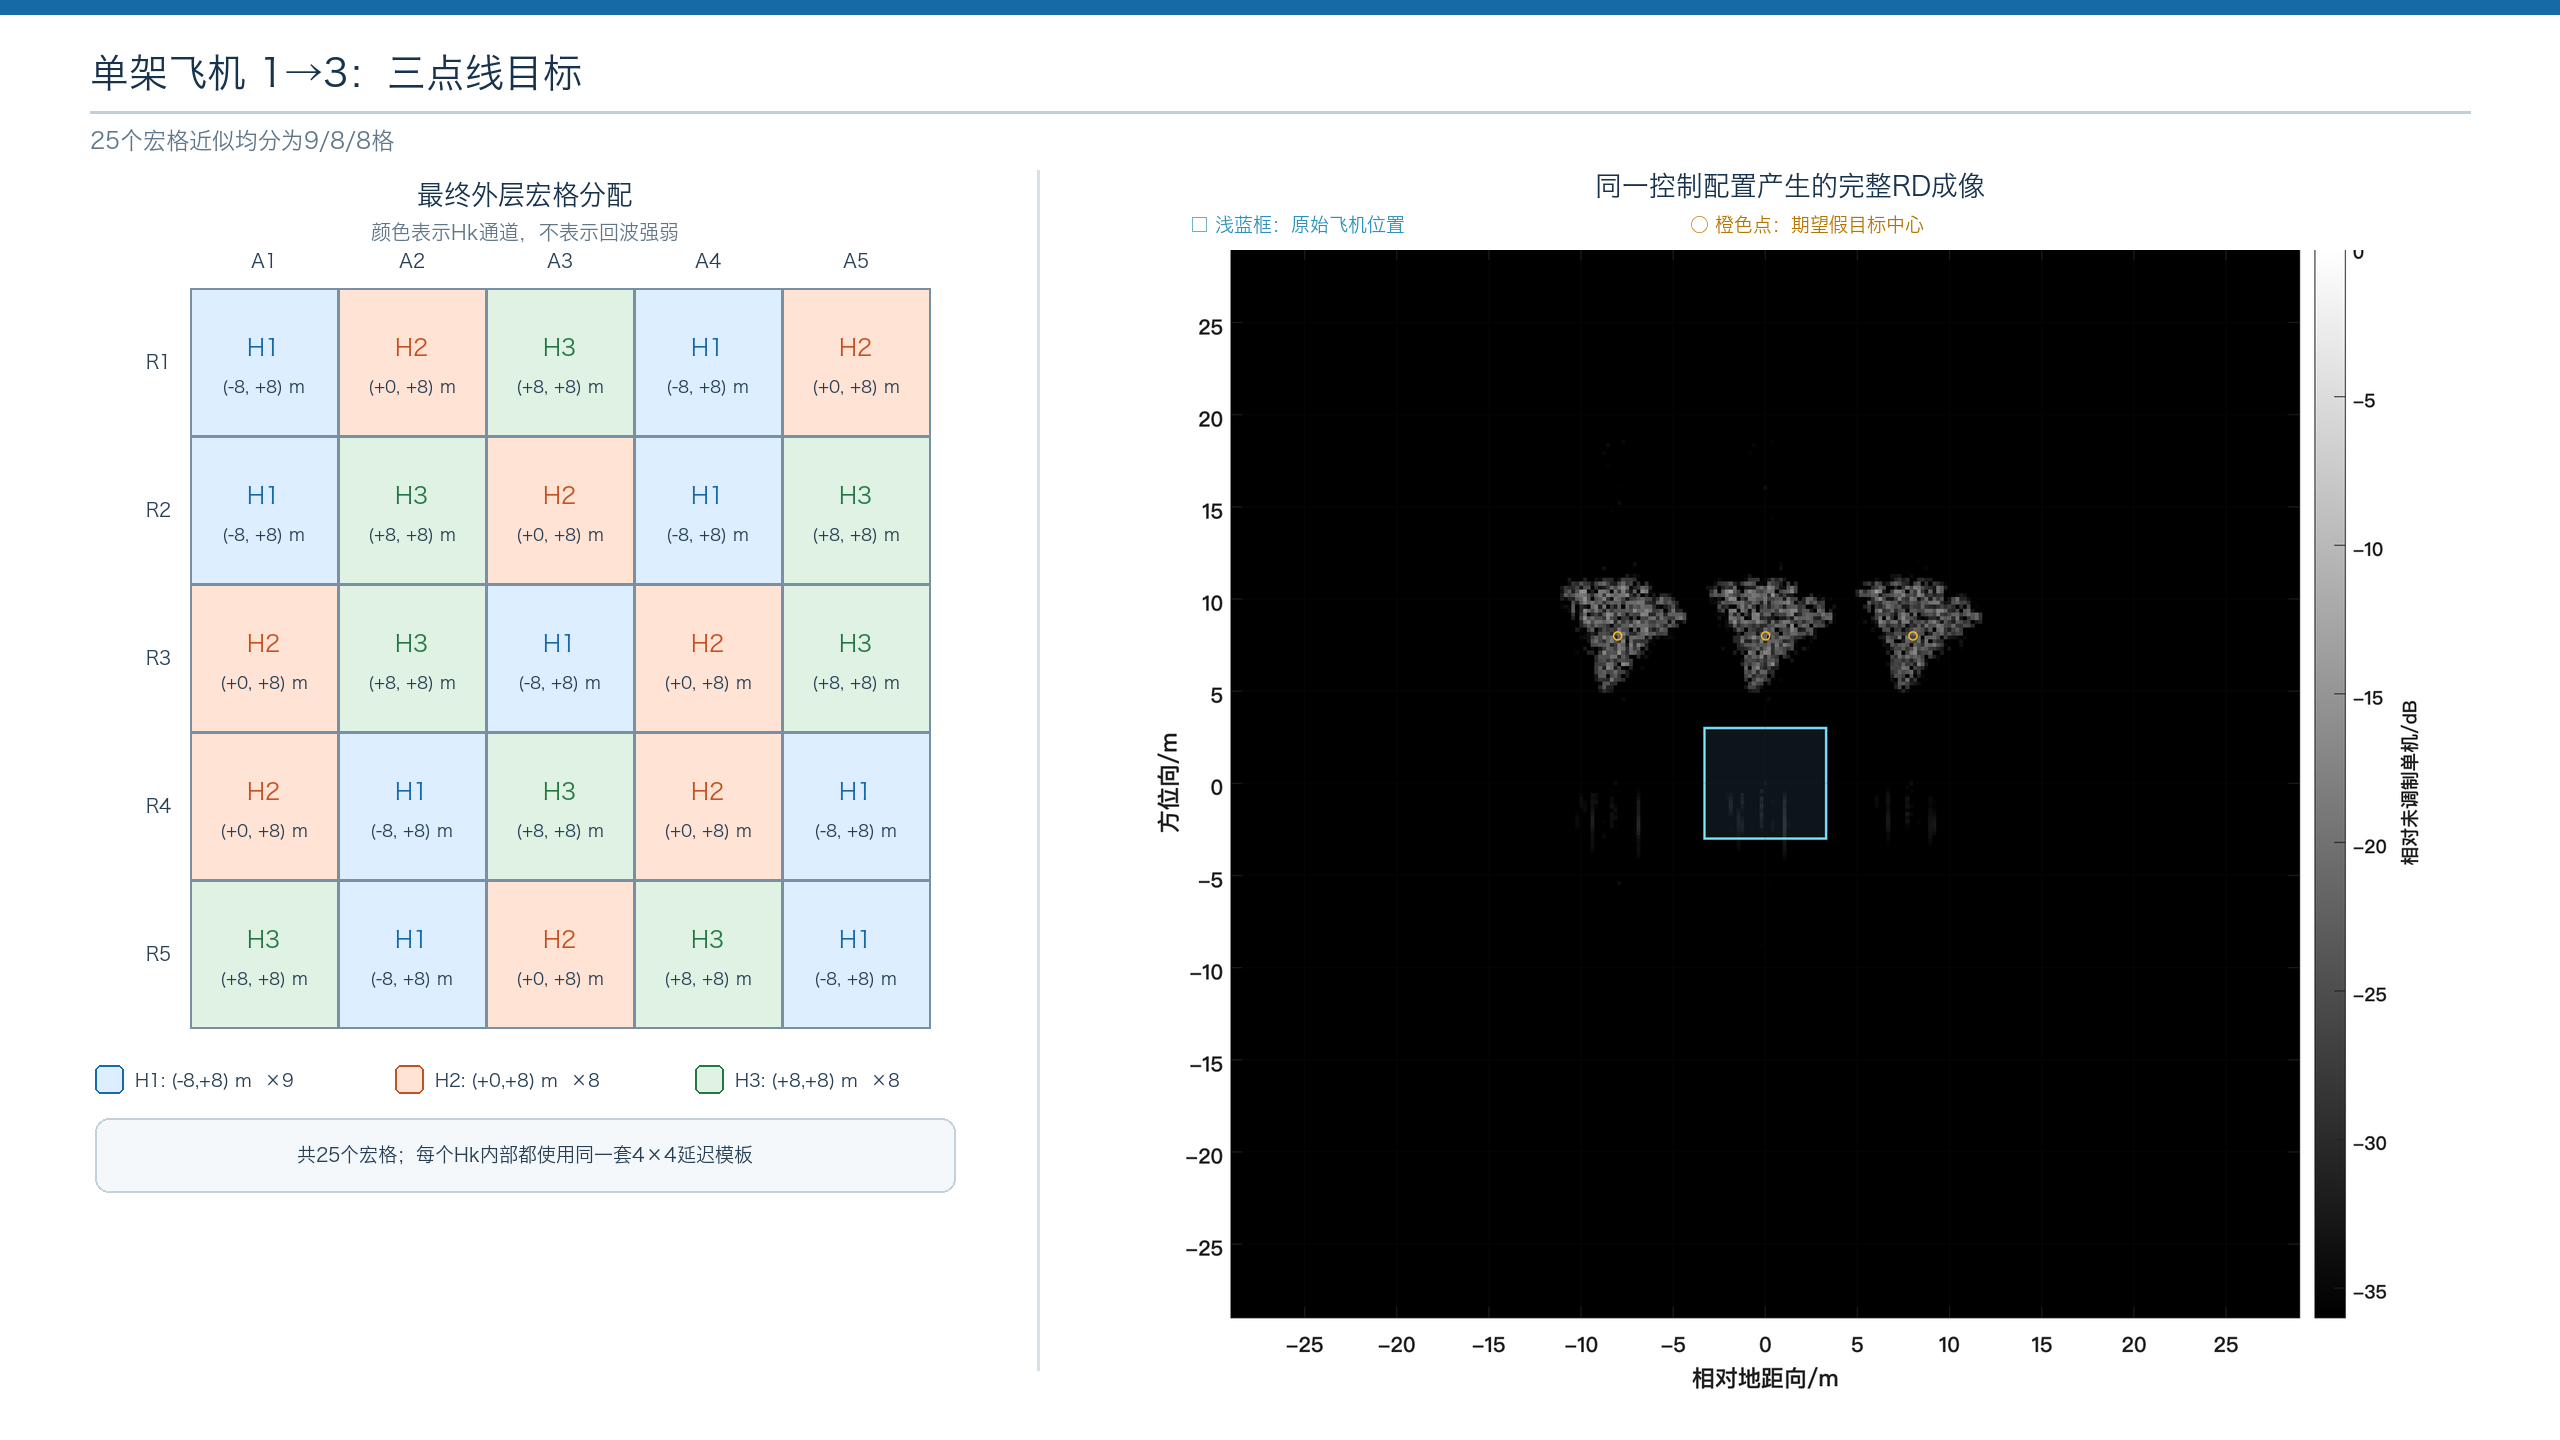 单架飞机 1→3：三点线目标
25个宏格近似均分为9/8/8格
最终外层宏格分配
颜色表示Hk通道，不表示回波强弱
A1 A2 A3 A4 A5
R1
H1 H2 H3 H1 H2
(-8, +8) m (+0, +8) m (+8, +8) m (-8, +8) m (+0, +8) m
R2
H1 H3 H2 H1 H3
(-8, +8) m (+8, +8) m (+0, +8) m (-8, +8) m (+8, +8) m
R3
H2 H3 H1 H2 H3
(+0, +8) m (+8, +8) m (-8, +8) m (+0, +8) m (+8, +8) m
R4
H2 H1 H3 H2 H1
(+0, +8) m (-8, +8) m (+8, +8) m (+0, +8) m (-8, +8) m
R5
H3 H1 H2 H3 H1
(+8, +8) m (-8, +8) m (+0, +8) m (+8, +8) m (-8, +8) m
H1: (-8,+8) m ×9
H2: (+0,+8) m ×8
H3: (+8,+8) m ×8
共25个宏格；每个Hk内部都使用同一套4×4延迟模板
同一控制配置产生的完整RD成像
□ 浅蓝框：原始飞机位置
○ 橙色点：期望假目标中心
25
20
15
10
5
0
−5
−10
−15
−20
−25
方位向/m
−25 −20 −15 −10 −5 0 5 10 15 20 25
相对地距向/m
0
−5
−10
−15
−20
−25
−30
−35
相对未调制单机/dB